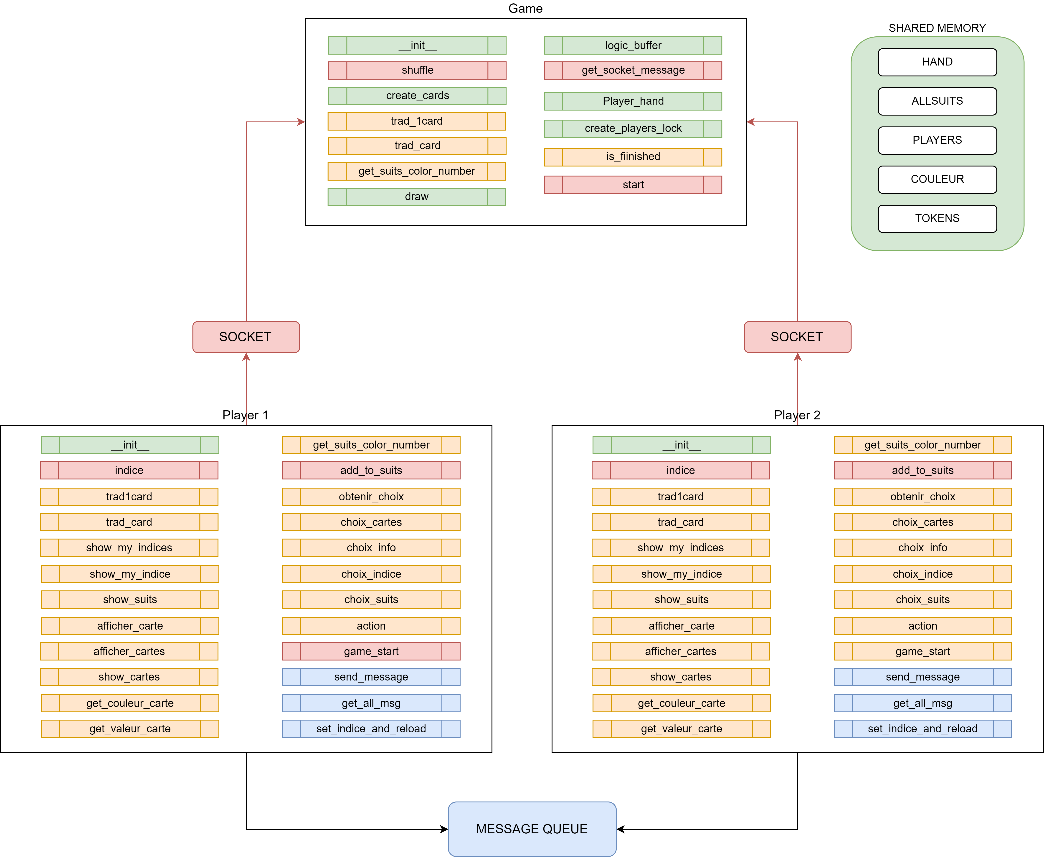 Game
__init__
shuffle
create_cards
trad_1card
trad_card
get_suits_color_number
draw
logic_buffer
get_socket_message
Player_hand
create_players_lock
is_fiinished
start
SHARED MEMORY
HAND
ALLSUITS
PLAYERS
COULEUR
TOKENS
SOCKET
SOCKET
Player 1
__init__
indice
trad1card
trad_card
show_my_indices
show_my_indice
show_suits
afficher_carte
afficher_cartes
show_cartes
get_couleur_carte
get_valeur_carte
get_suits_color_number
add_to_suits
obtenir_choix
choix_cartes
choix_info
choix_indice
choix_suits
action
game_start
send_message
get_all_msg
set_indice_and_reload
Player 2
__init__
indice
trad1card
trad_card
show_my_indices
show_my_indice
show_suits
afficher_carte
afficher_cartes
show_cartes
get_couleur_carte
get_valeur_carte
get_suits_color_number
add_to_suits
obtenir_choix
choix_cartes
choix_info
choix_indice
choix_suits
action
game_start
send_message
get_all_msg
set_indice_and_reload
MESSAGE QUEUE